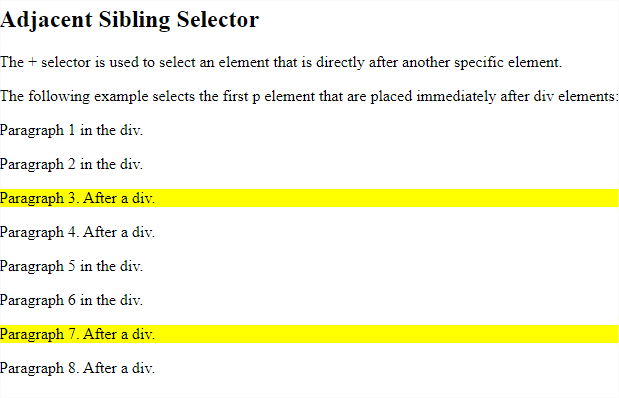 Adjacent Sibling Selector
The + selector is used to select an element that is directly after another specific element.
The following example selects the first p element that are placed immediately after div elements:
Paragraph 1 in the div.
Paragraph 2 in the div.
Paragraph 3. After a div.
Paragraph 4. After a div.
Paragraph 5 in the div.
Paragraph 6 in the div.
Paragraph 7. After a div.
Paragraph 8. After a div.